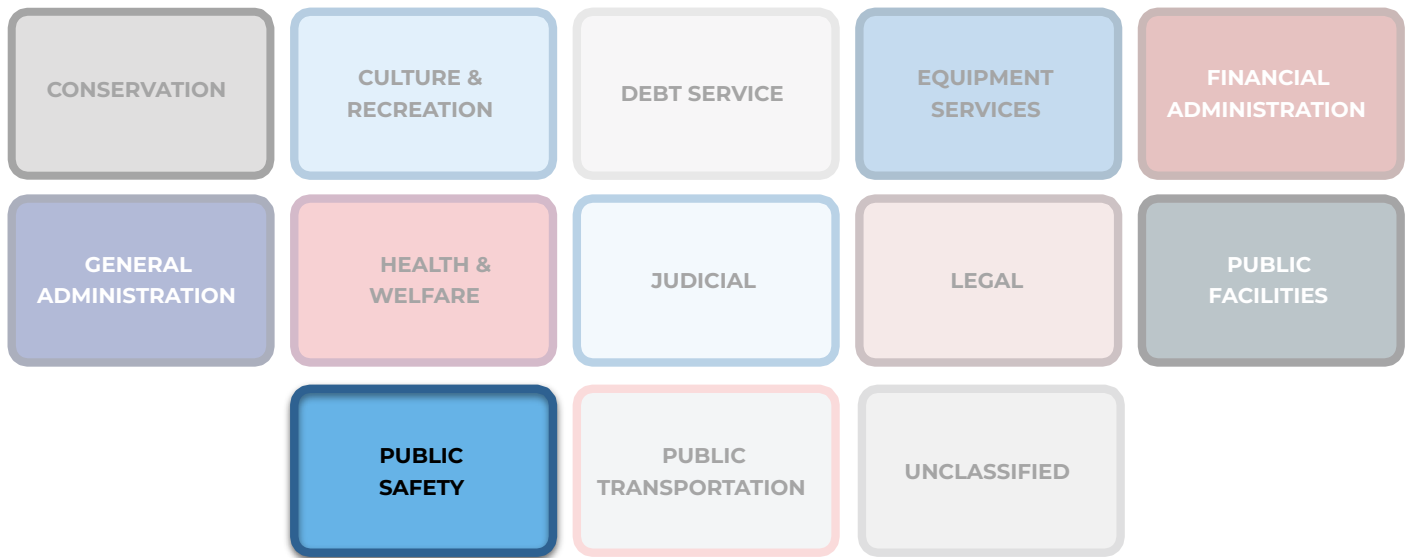 CONSERVATION
CULTURE &
RECREATION
DEBT SERVICE
EQUIPMENT
SERVICES
FINANCIAL
ADMINISTRATION
GENERAL
ADMINISTRATION
HEALTH &
WELFARE
JUDICIAL
LEGAL
PUBLIC
FACILITIES
PUBLIC
SAFETY
PUBLIC
TRANSPORTATION
UNCLASSIFIED